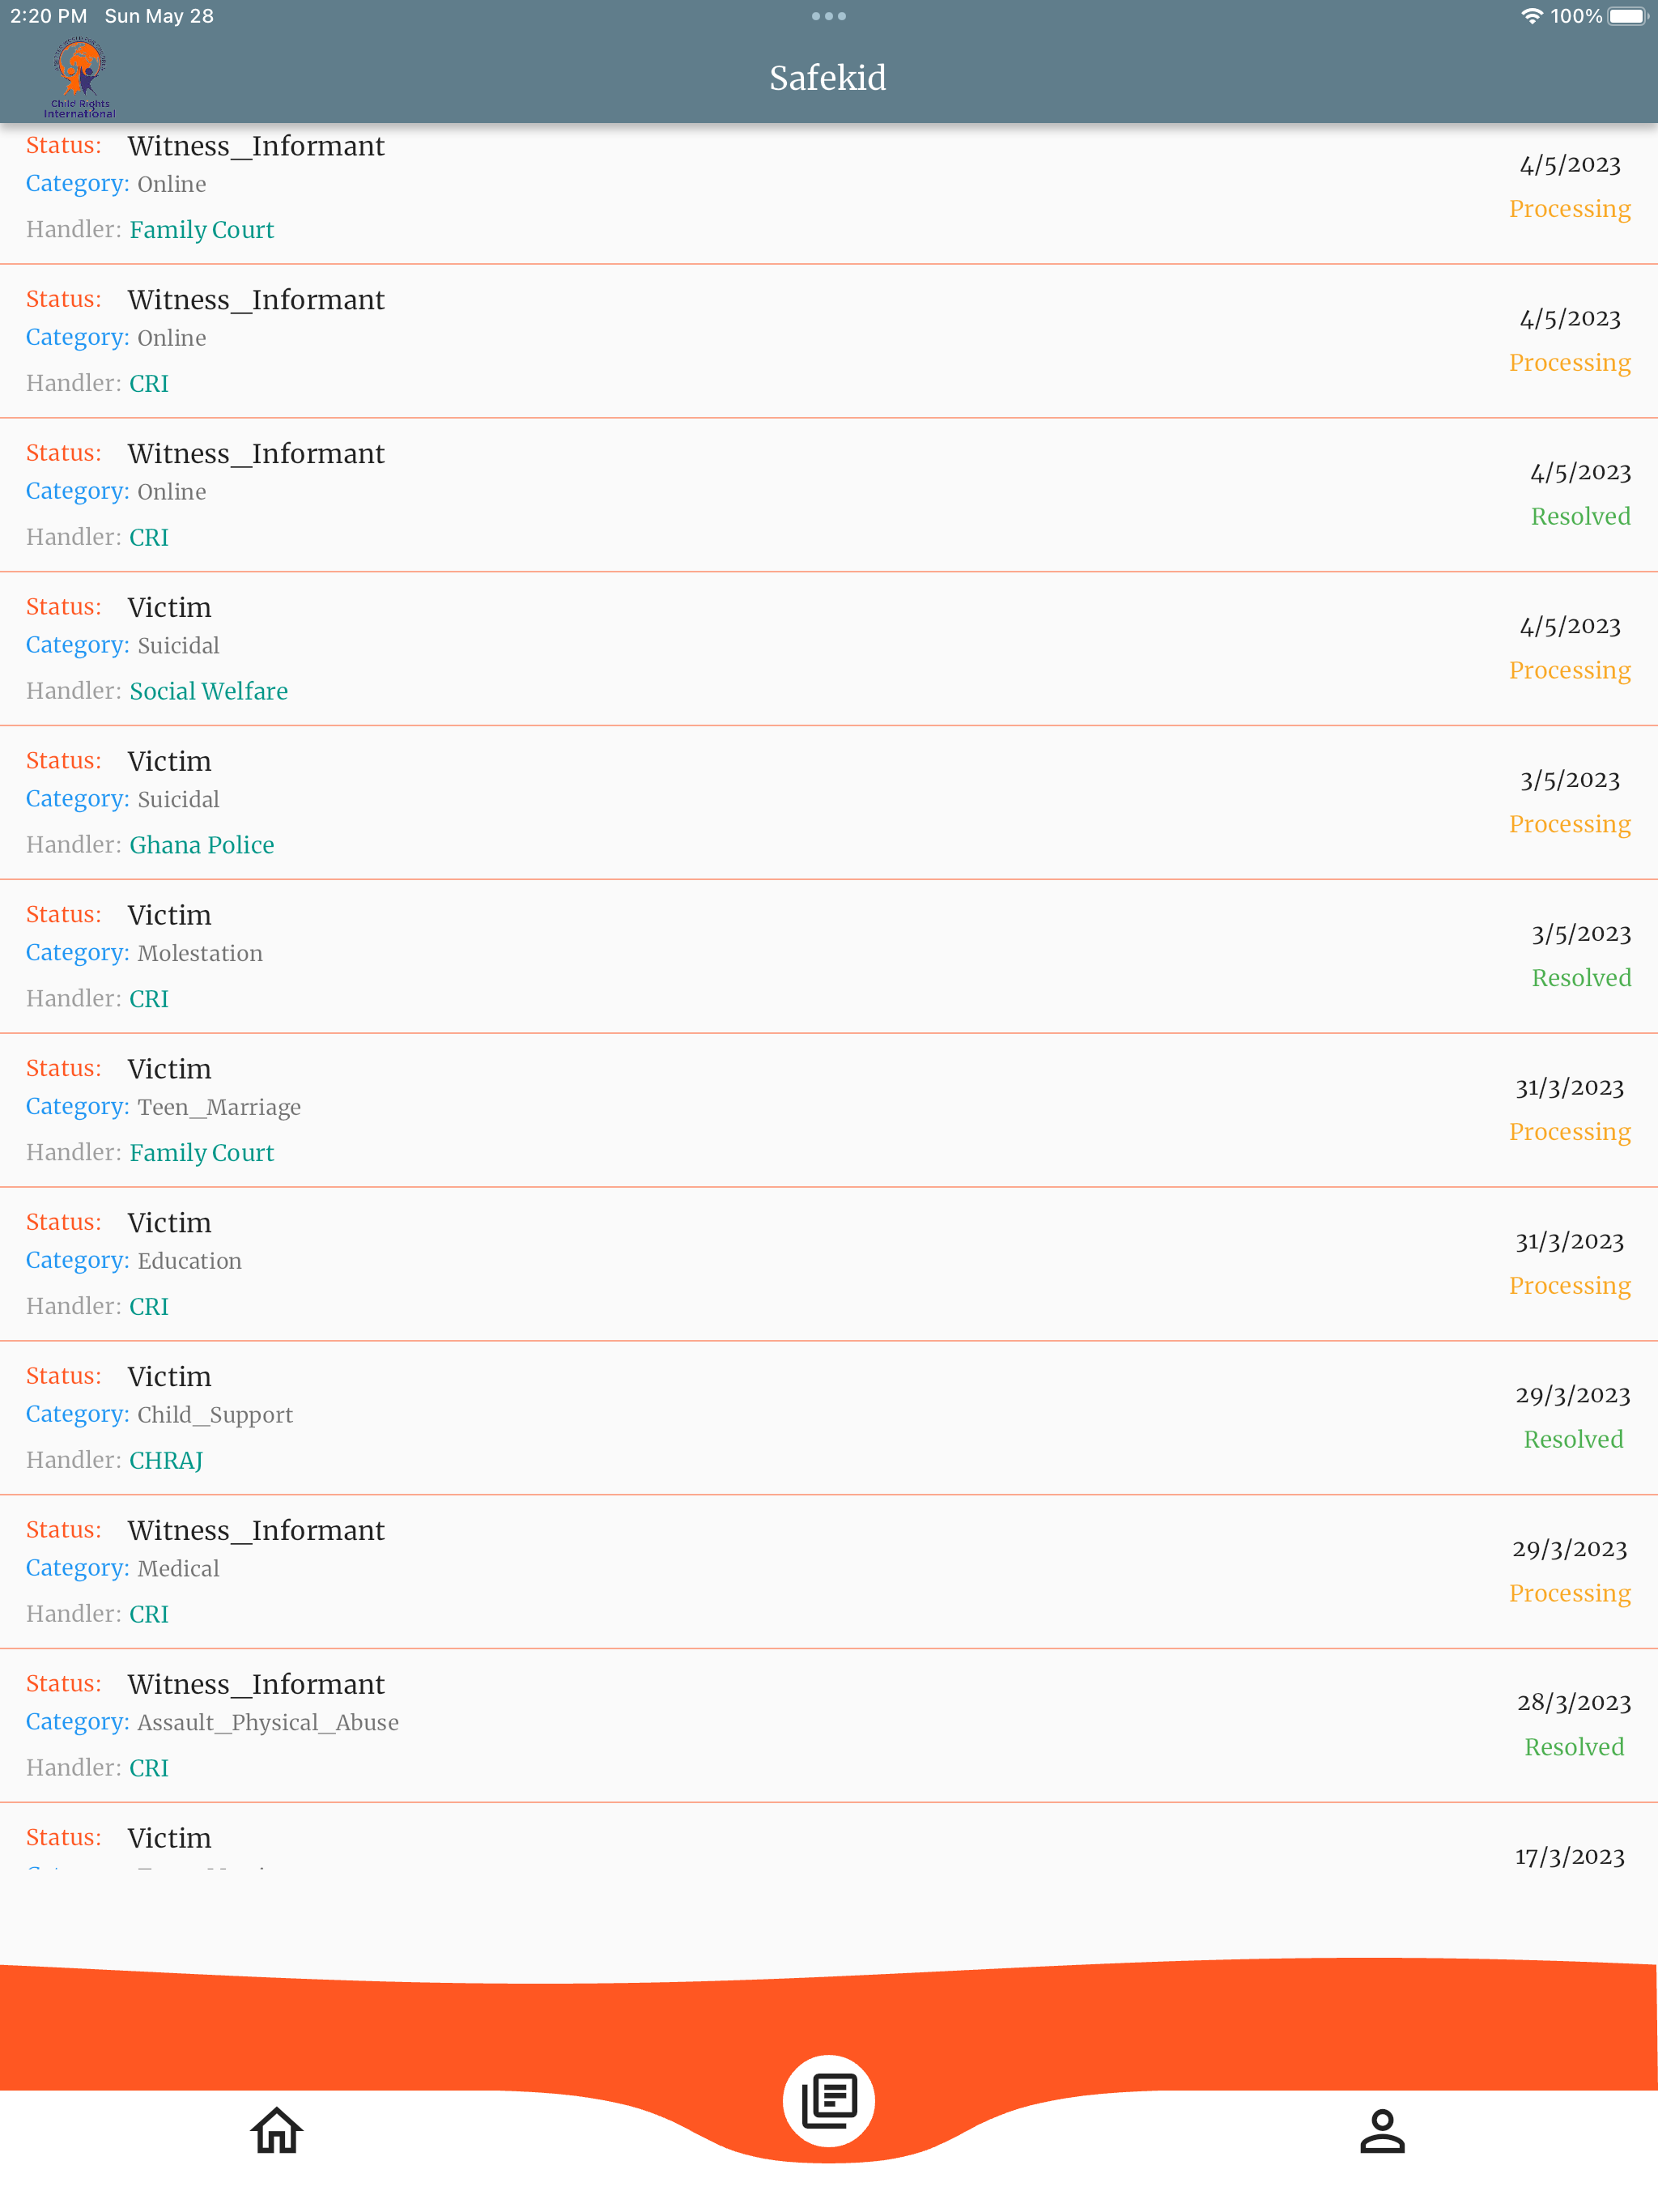 2:20 PM Sun May 28
100%
Child Rights
International
Safekid
Status: Witness_Informant
Category: Online
Handler: Family Court
4/5/2023
Processing
Status: Witness_Informant
Category: Online
Handler: CRI
4/5/2023
Processing
Status: Witness_Informant
Category: Online
Handler: CRI
4/5/2023
Resolved
Status: Victim
Category: Suicidal
Handler: Social Welfare
4/5/2023
Processing
Status: Victim
Category: Suicidal
Handler: Ghana Police
3/5/2023
Processing
Status: Victim
Category: Molestation
Handler: CRI
3/5/2023
Resolved
Status: Victim
Category: Teen_Marriage
Handler: Family Court
31/3/2023
Processing
Status: Victim
Category: Education
Handler: CRI
31/3/2023
Processing
Status: Victim
Category: Child_Support
Handler: CHRAJ
29/3/2023
Resolved
Status: Witness_Informant
Category: Medical
Handler: CRI
29/3/2023
Processing
Status: Witness_Informant
Category: Assault_Physical_Abuse
Handler: CRI
28/3/2023
Resolved
Status: Victim
17/3/2023